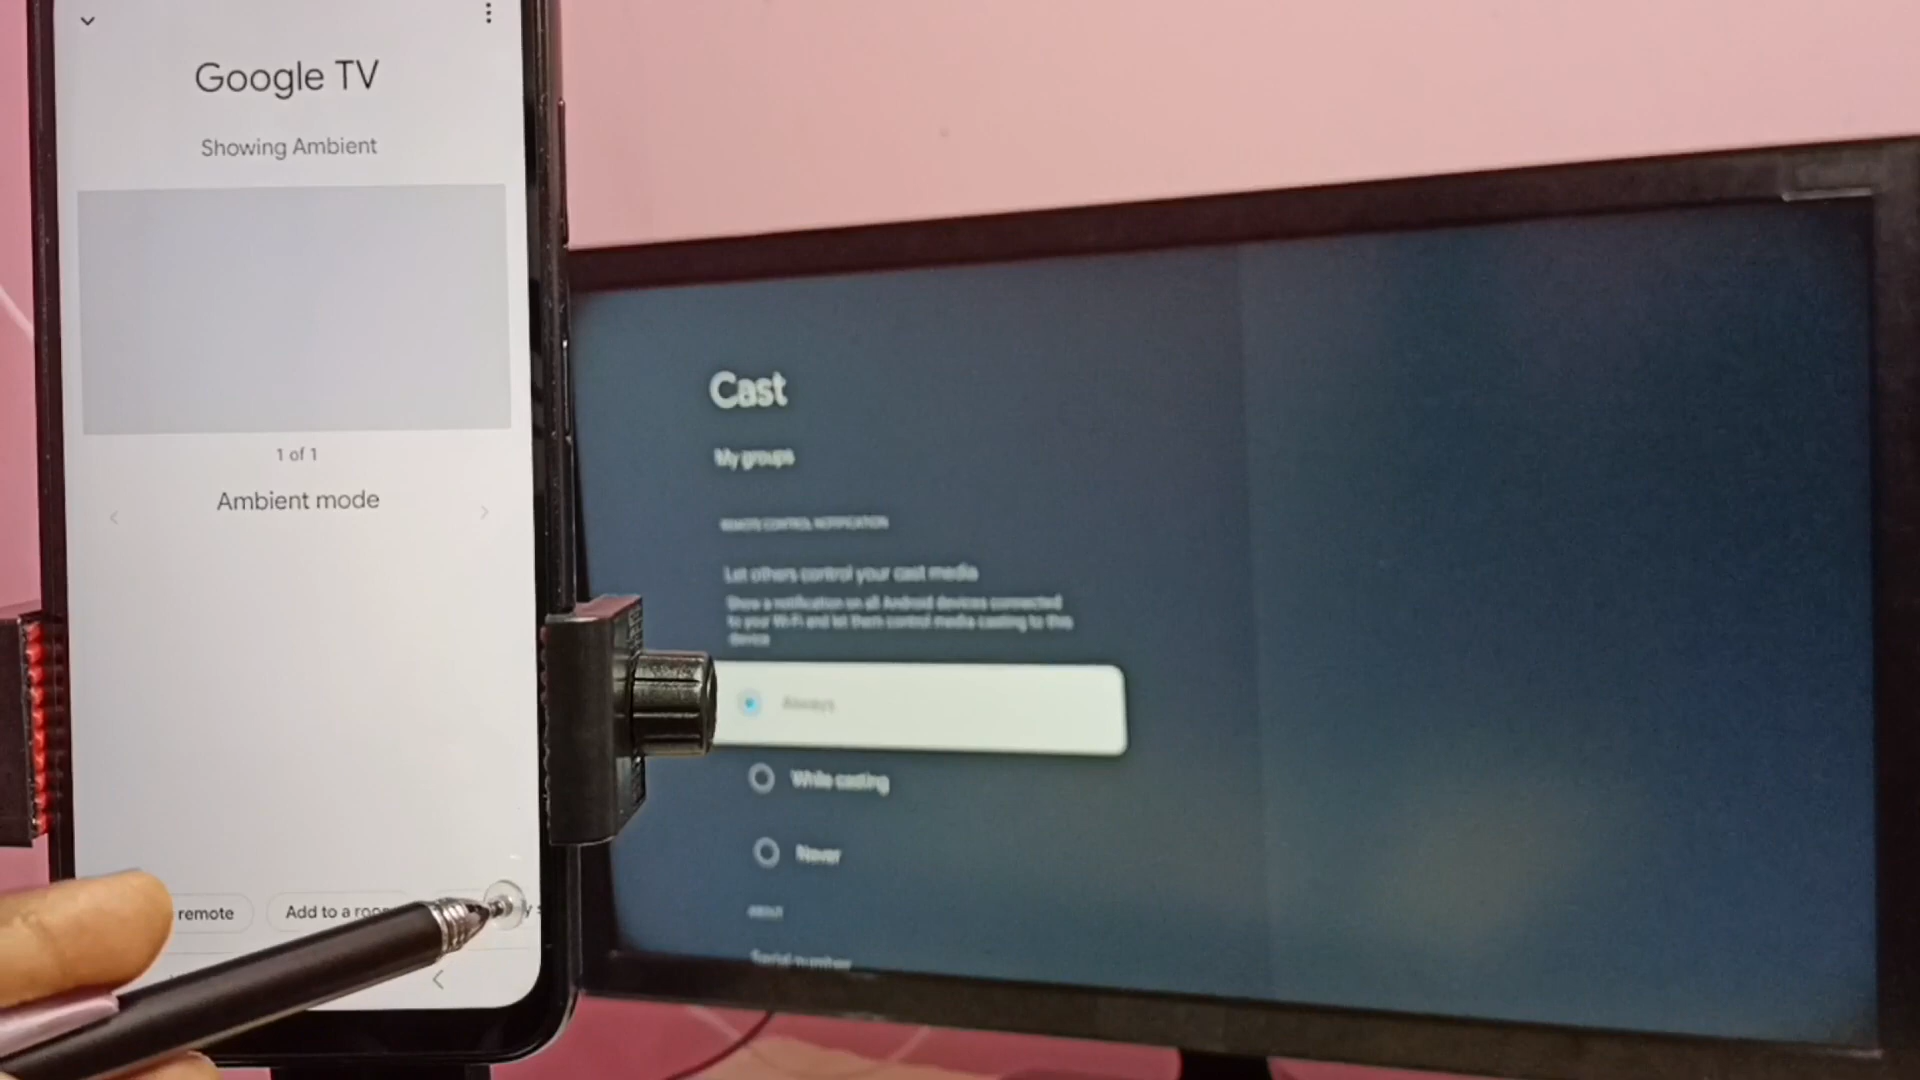 Google TV
Showing Ambient
1 of 1
Ambient mode
remote
Add to a
Cast
My groups
REMOTE CONTROL NOTIFICATION
Let others control your cast media
Show a notification on all Android devices connected
to your Wi-Fi and let them control media casting to this
device
Always
While casting
Never
ABOUT
Serial number